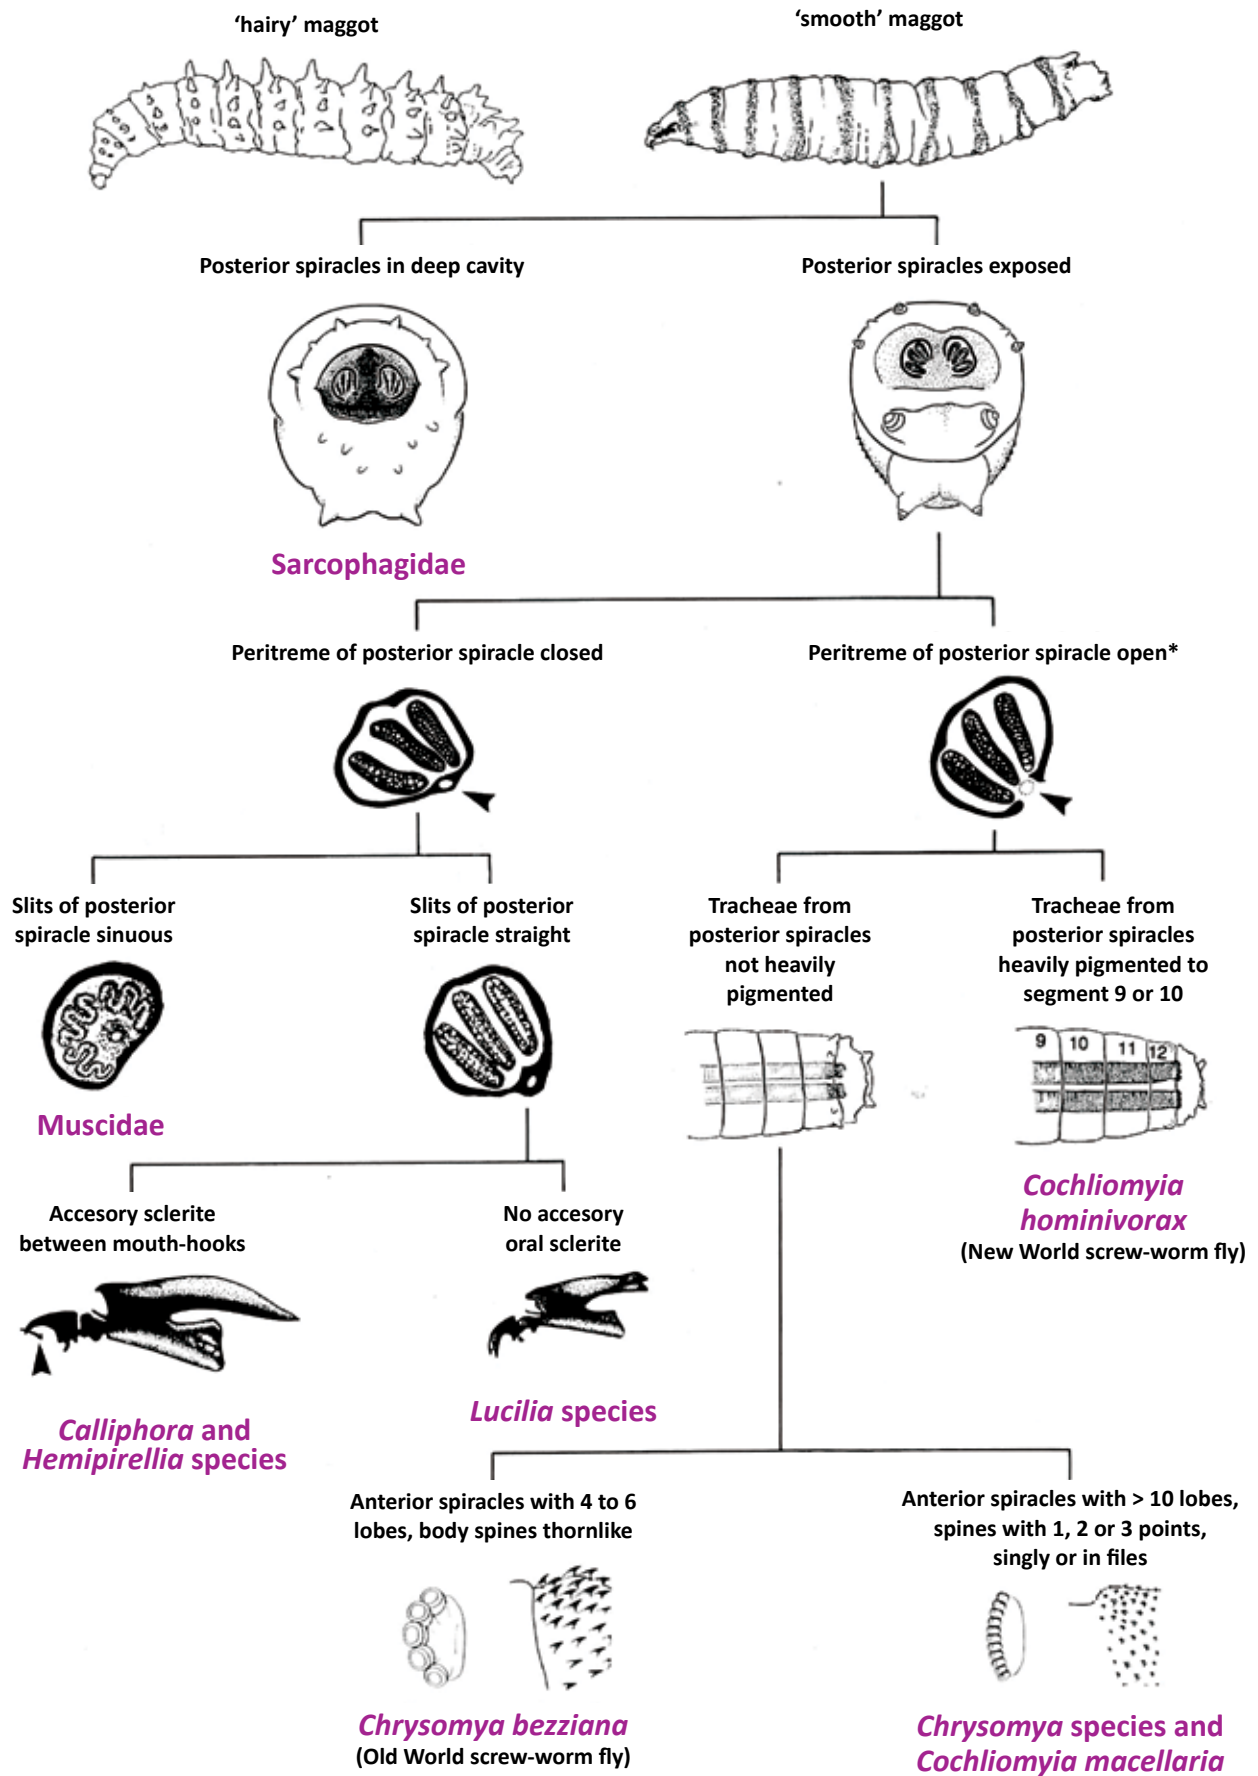 ‘hairy’ maggot
‘smooth’ maggot
Posterior spiracles in deep cavity
Posterior spiracles exposed
Sarcophagidae
Peritreme of posterior spiracle closed
Peritreme of posterior spiracle open*
Slits of posterior
spiracle sinuous
Slits of posterior
spiracle straight
Tracheae from
posterior spiracles
not heavily
pigmented
Tracheae from
posterior spiracles
heavily pigmented to
segment 9 or 10
9 10 11 12
Muscidae
Cochliomyia
hominivorax
(New World screw-worm fly)
Accesory sclerite
between mouth-hooks
No accesory
oral sclerite
Calliphora and
Hemipirellia species
Lucilia species
Anterior spiracles with 4 to 6
lobes, body spines thornlike
Anterior spiracles with > 10 lobes,
spines with 1, 2 or 3 points,
singly or in files
Chrysomya bezziana
(Old World screw-worm fly)
Chrysomya species and
Cochliomyia macellaria